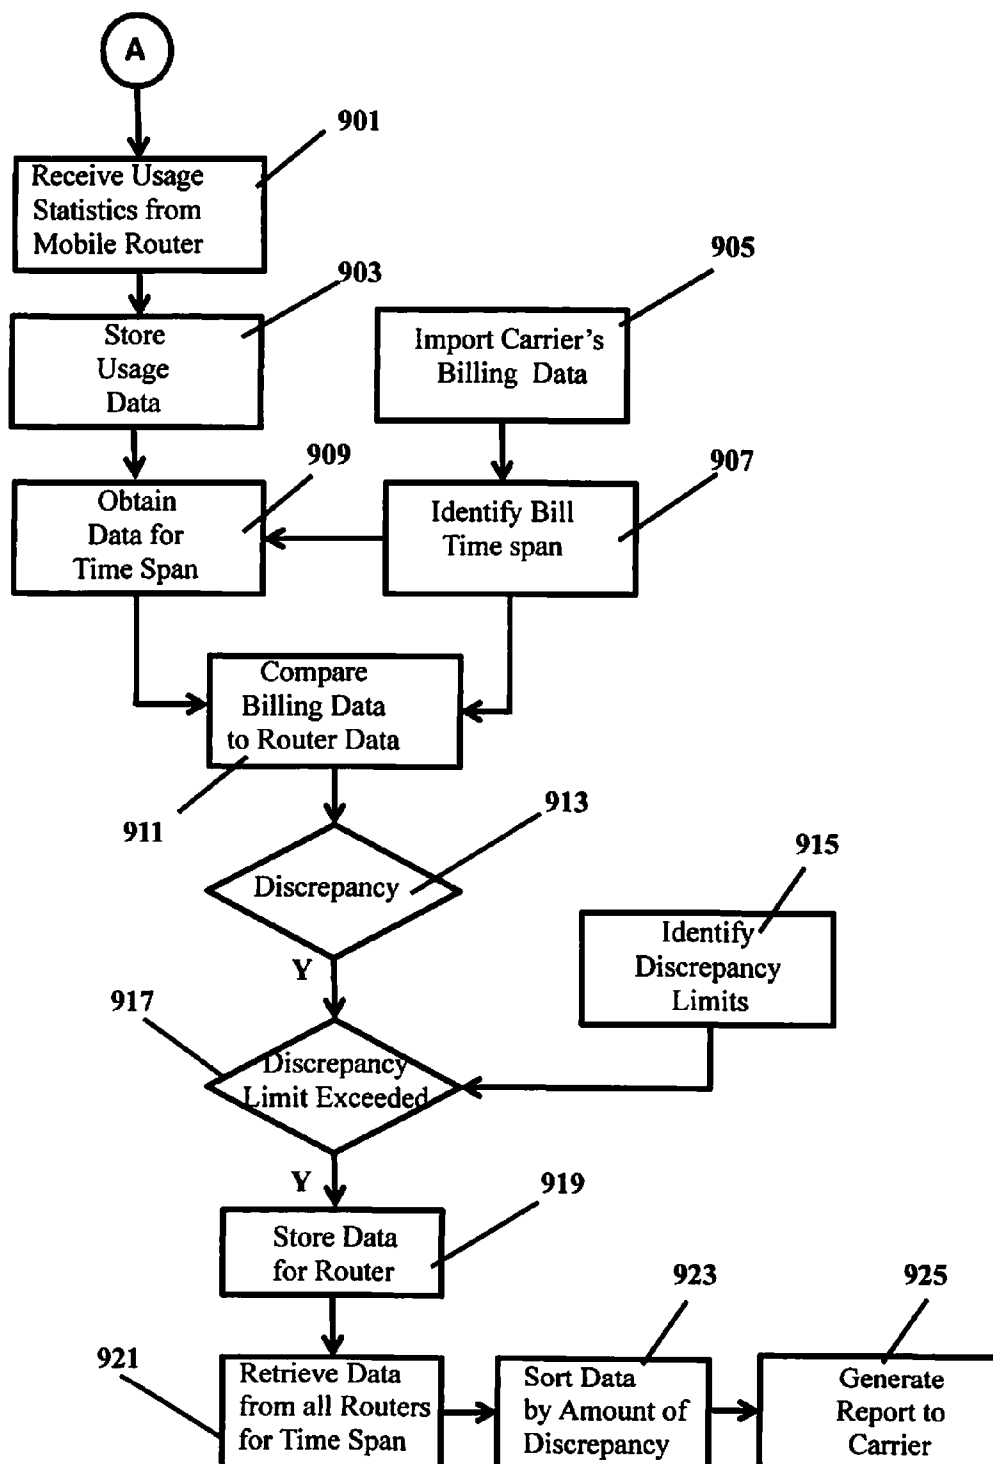 A
901
Receive Usage
Statistics from
Mobile Router
903
Store
Usage
Data
905
Import Carrier's
Billing Data
909
Obtain
Data for
Time Span
907
Identify Bill
Time span
Compare
Billing Data
to Router Data
911
913
Discrepancy
915
Identify
Discrepancy
Limits
Y
917
Discrepancy
Limit Exceeded
Y
919
Store Data
for Router
921
Retrieve Data
from all Routers
for Time Span
923
Sort Data
by Amount of
Discrepancy
925
Generate
Report to
Carrier